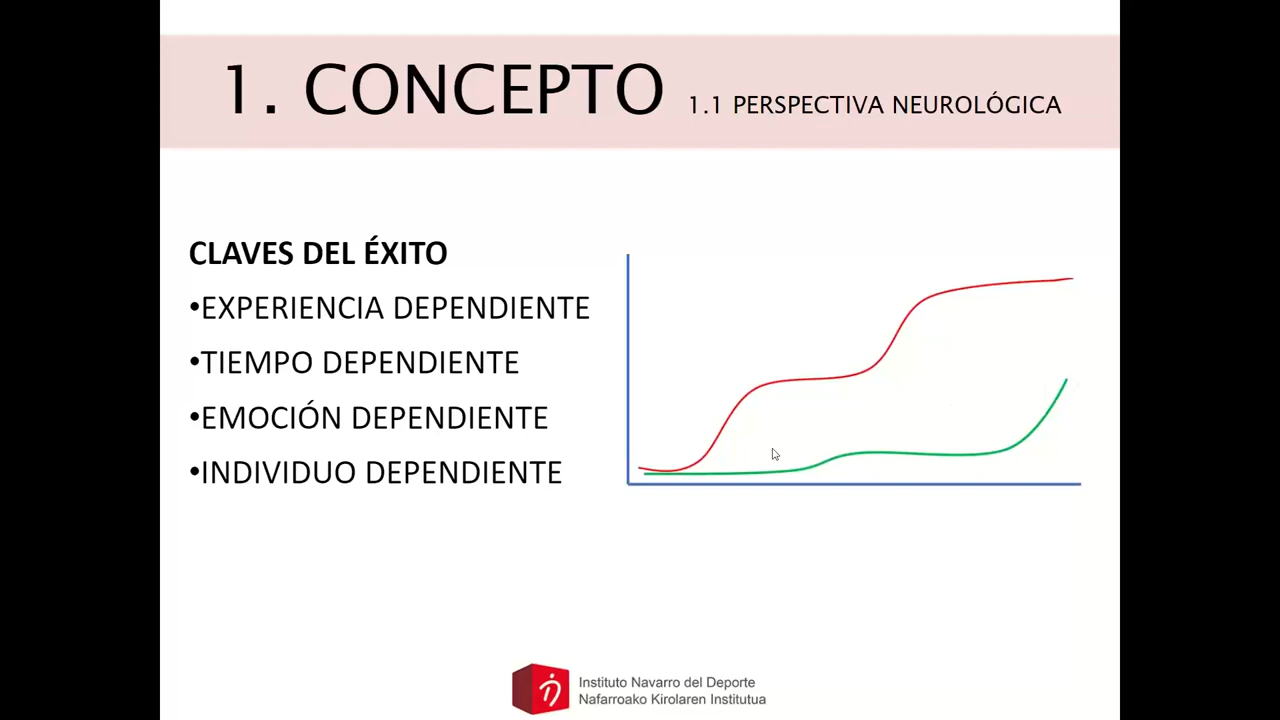 1. CONCEPTO 1.1 PERSPECTIVA NEUROLÓGICA
CLAVES DEL ÉXITO
•EXPERIENCIA DEPENDIENTE
•TIEMPO DEPENDIENTE
•EMOCIÓN DEPENDIENTE
•INDIVIDUO DEPENDIENTE
Instituto Navarro del Deporte
Nafarroako Kirolaren Institutua